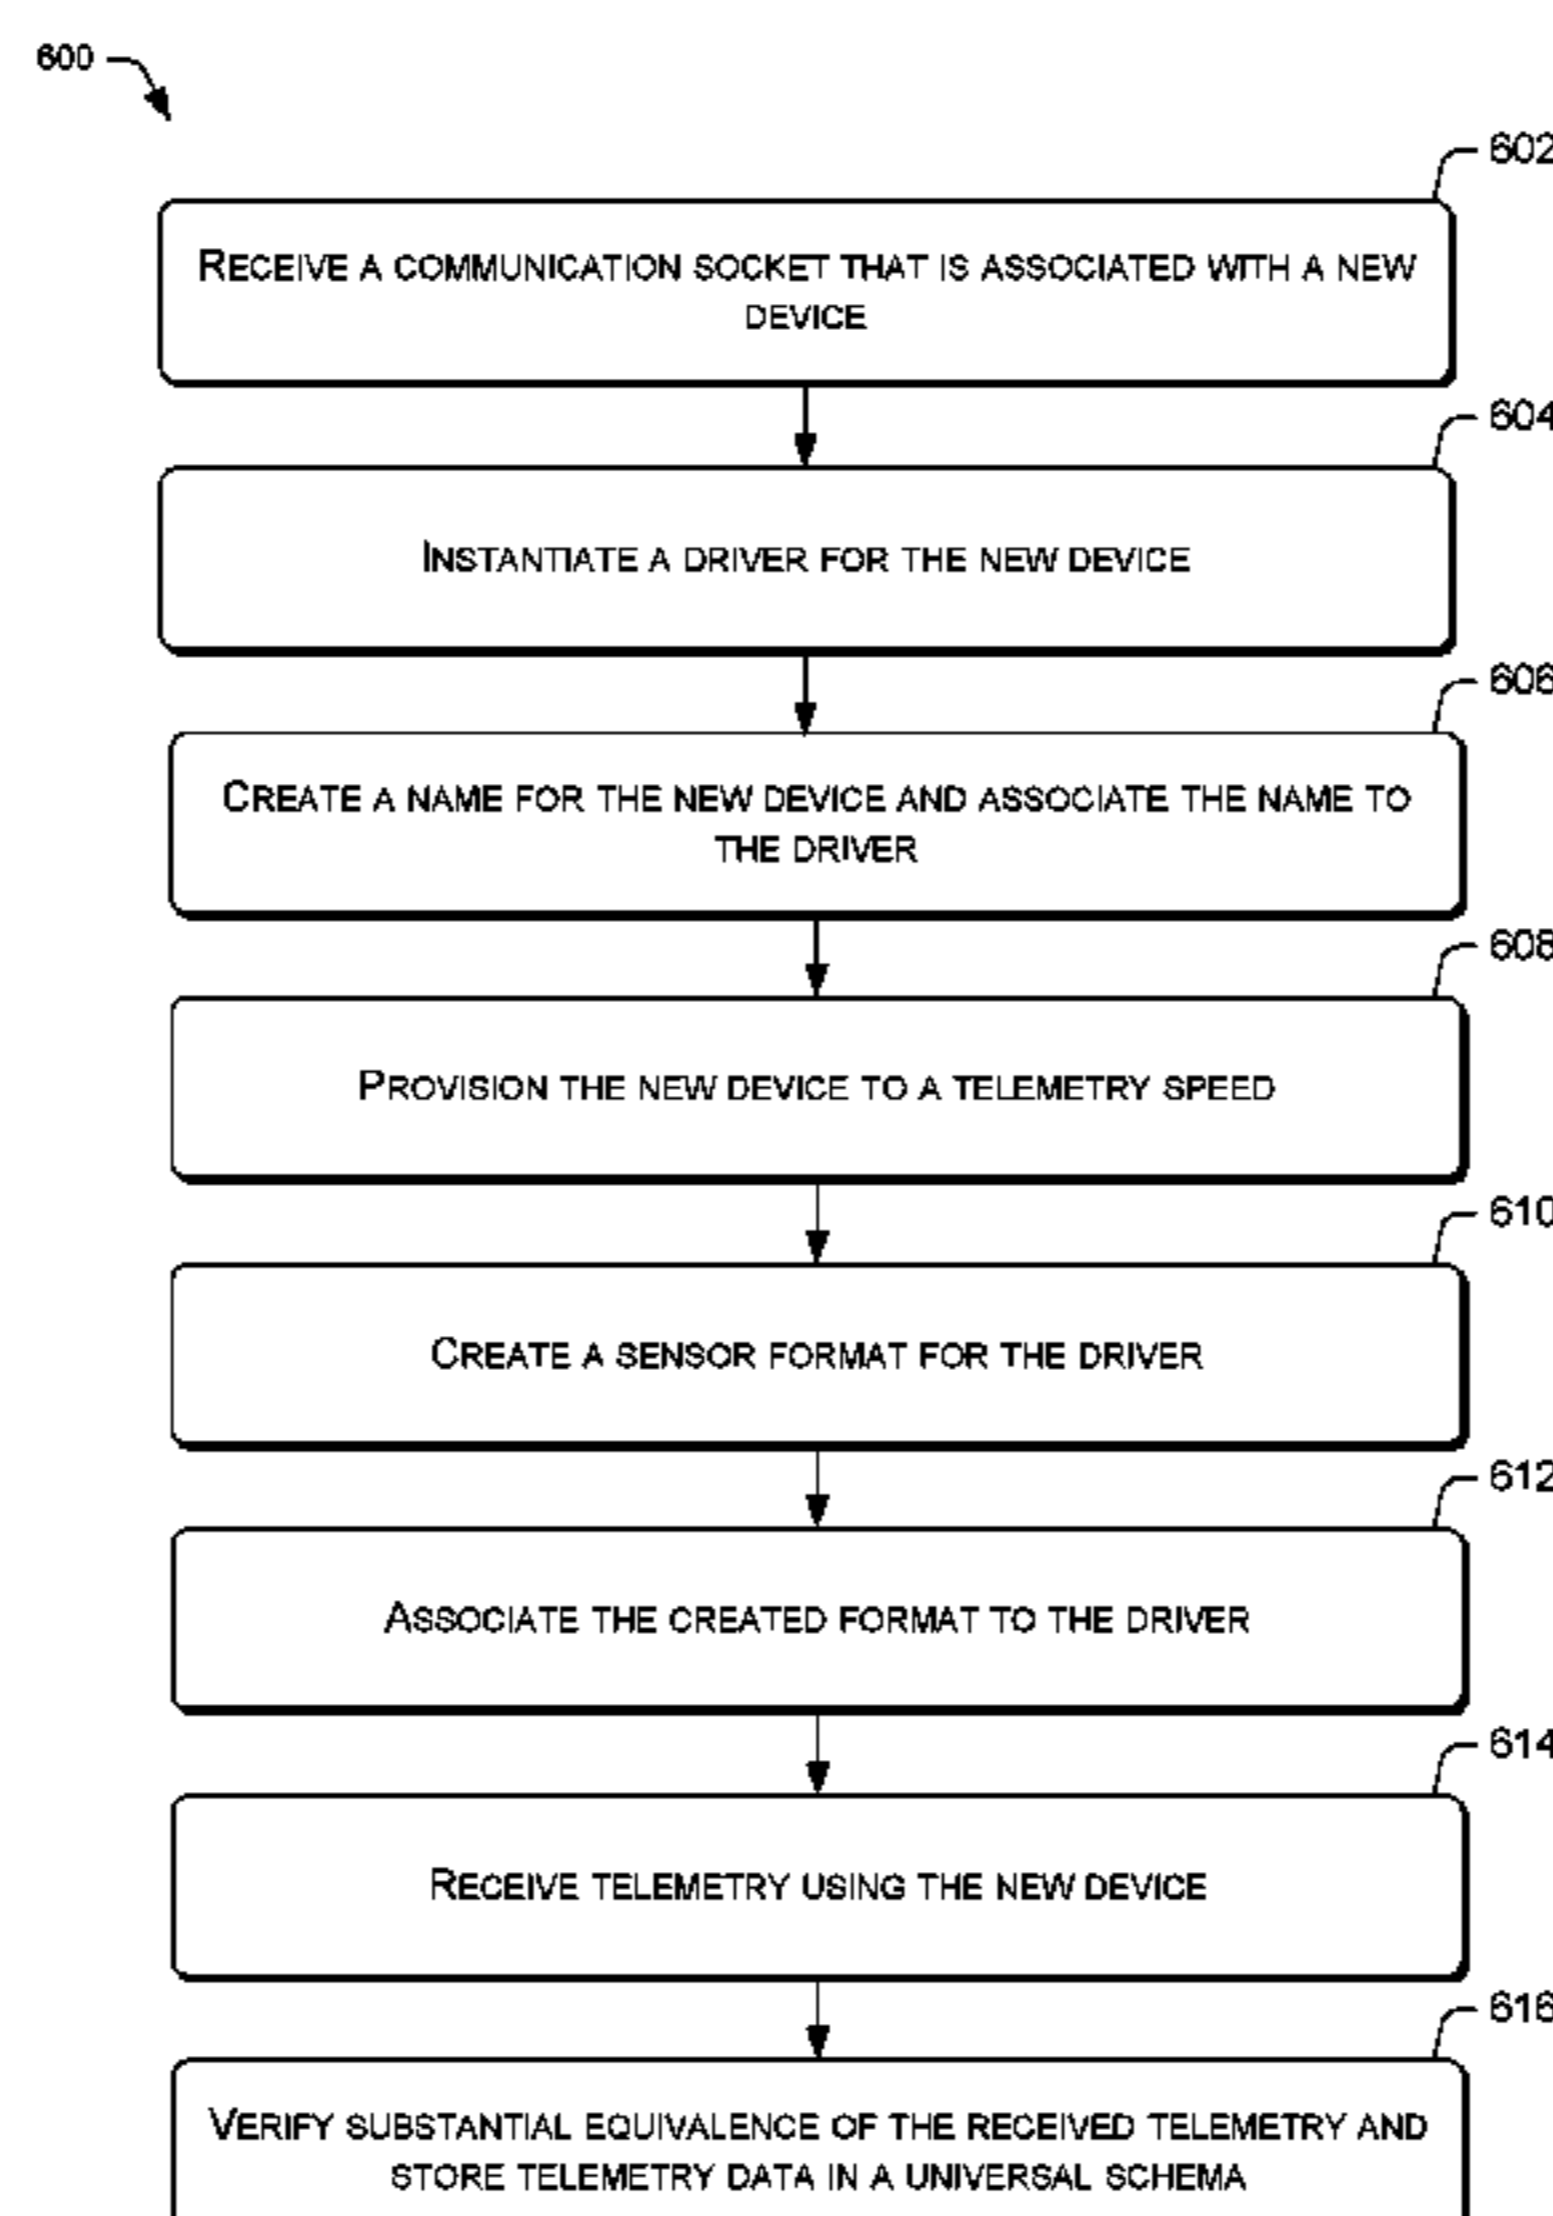 600
602
RECEIVE A COMMUNICATION SOCKET THAT IS ASSOCIATED WITH A NEW
DEVICE
604
INSTANTIATE A DRIVER FOR THE NEW DEVICE
606
CREATE A NAME FOR THE NEW DEVICE AND ASSOCIATE THE NAME TO
THE DRIVER
608
PROVISION THE NEW DEVICE TO A TELEMETRY SPEED
610
CREATE A SENSOR FORMAT FOR THE DRIVER
612
ASSOCIATE THE CREATED FORMAT TO THE DRIVER
614
RECEIVE TELEMETRY USING THE NEW DEVICE
616
VERIFY SUBSTANTIAL EQUIVALENCE OF THE RECEIVED TELEMETRY AND
STORE TELEMETRY DATA IN A UNIVERSAL SCHEMA